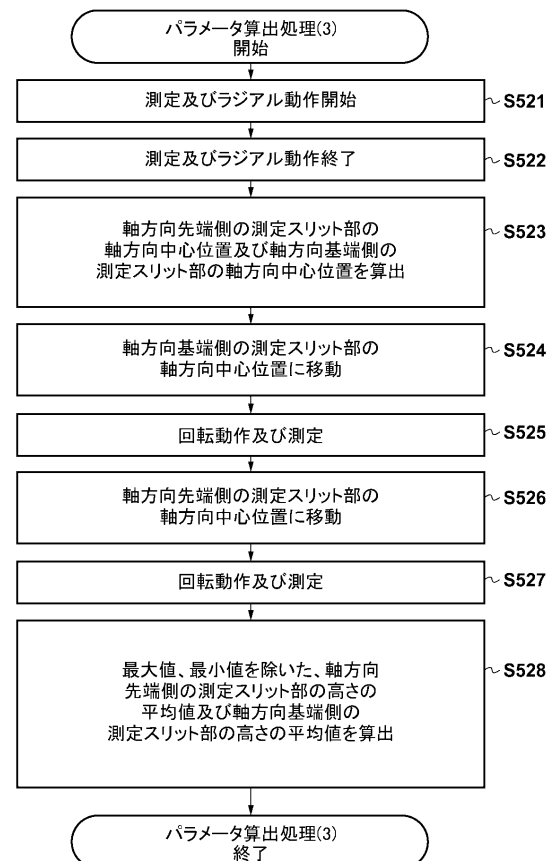 パラメータ算出処理(3)
開始
測定及びラジアル動作開始
S521
測定及びラジアル動作終了
S522
軸方向先端側の測定スリット部の
軸方向中心位置及び軸方向基端側の
測定スリット部の軸方向中心位置を算出
S523
軸方向基端側の測定スリット部の
軸方向中心位置に移動
S524
回転動作及び測定
S525
軸方向先端側の測定スリット部の
軸方向中心位置に移動
S526
回転動作及び測定
S527
最大値、最小値を除いた、軸方向
先端側の測定スリット部の高さの
平均値及び軸方向基端側の
測定スリット部の高さの平均値を算出
S528
パラメータ算出処理(3)
終了